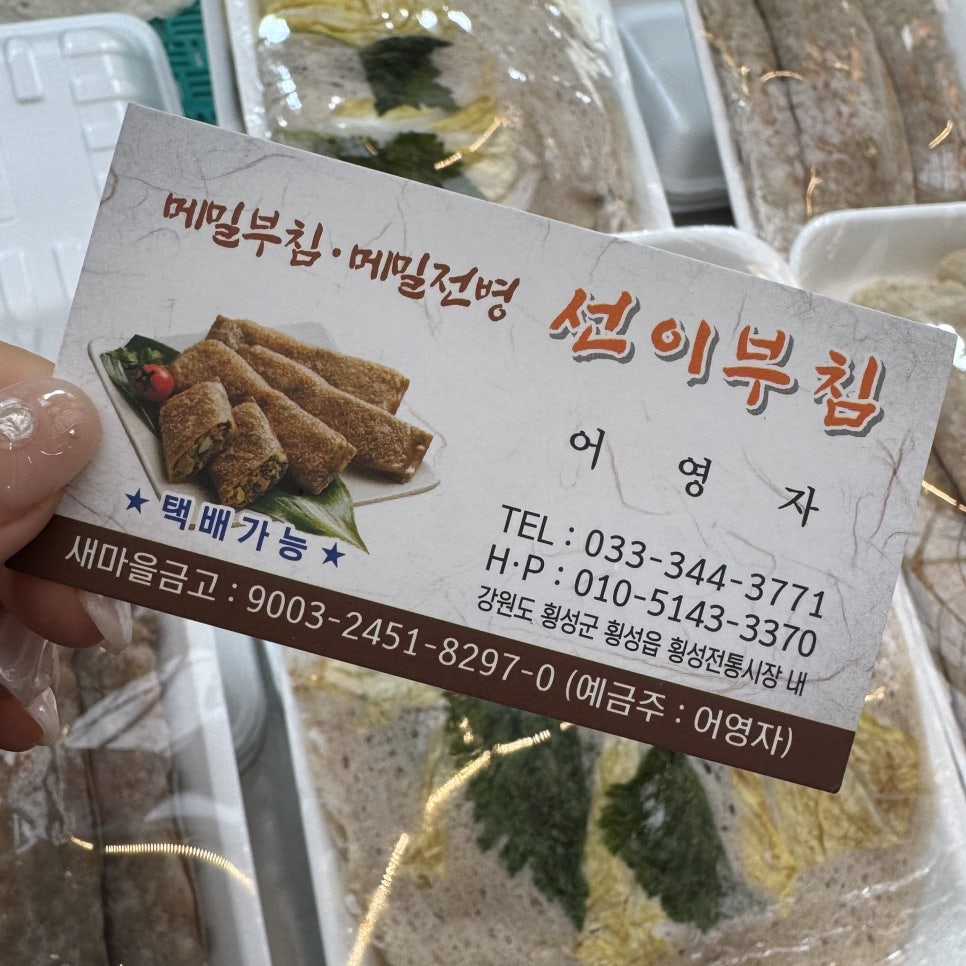 메밀부침·메밀전병
선이부침
어영자
★택배가능★
TEL : 033-344-3771
H·P : 010-5143-3370
강원도 횡성군 횡성읍 횡성전통시장 내
새마을금고 : 9003-2451-8297-0 (예금주 : 어영자)